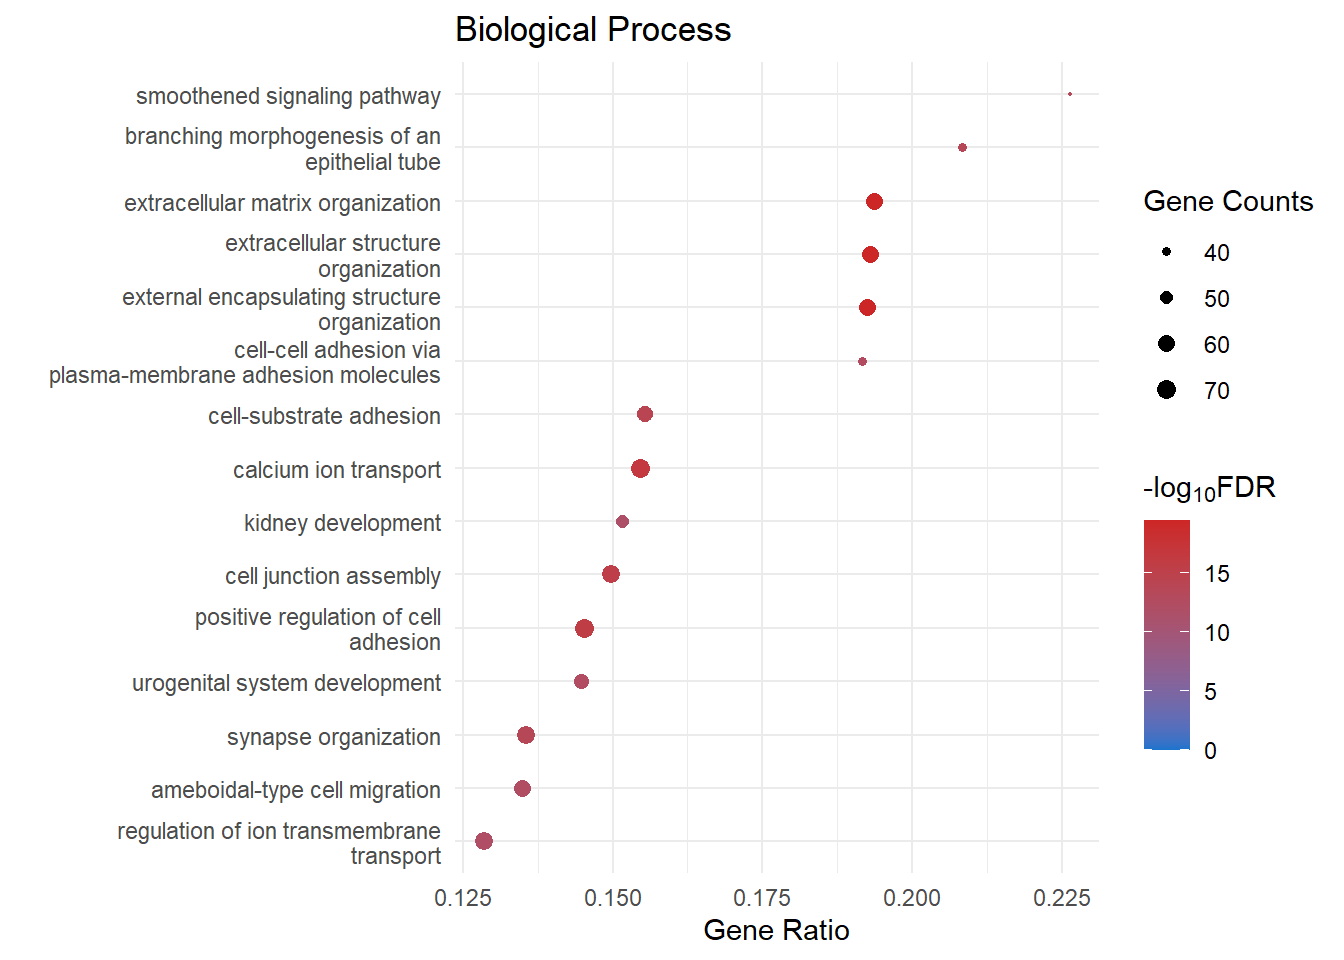 Biological Process
smoothened signaling pathway
branching morphogenesis of an
epithelial tube
extracellular matrix organization
extracellular structure
organization
external encapsulating structure
organization
cell-cell adhesion via
plasma-membrane adhesion molecules
cell-substrate adhesion
calcium ion transport
kidney development
cell junction assembly
positive regulation of cell
adhesion
urogenital system development
synapse organization
ameboidal-type cell migration
regulation of ion transmembrane
transport
0.125 0.150 0.175 0.200 0.225
Gene Ratio
Gene Counts
40
50
60
70
-log₁₀FDR
15
10
5
0